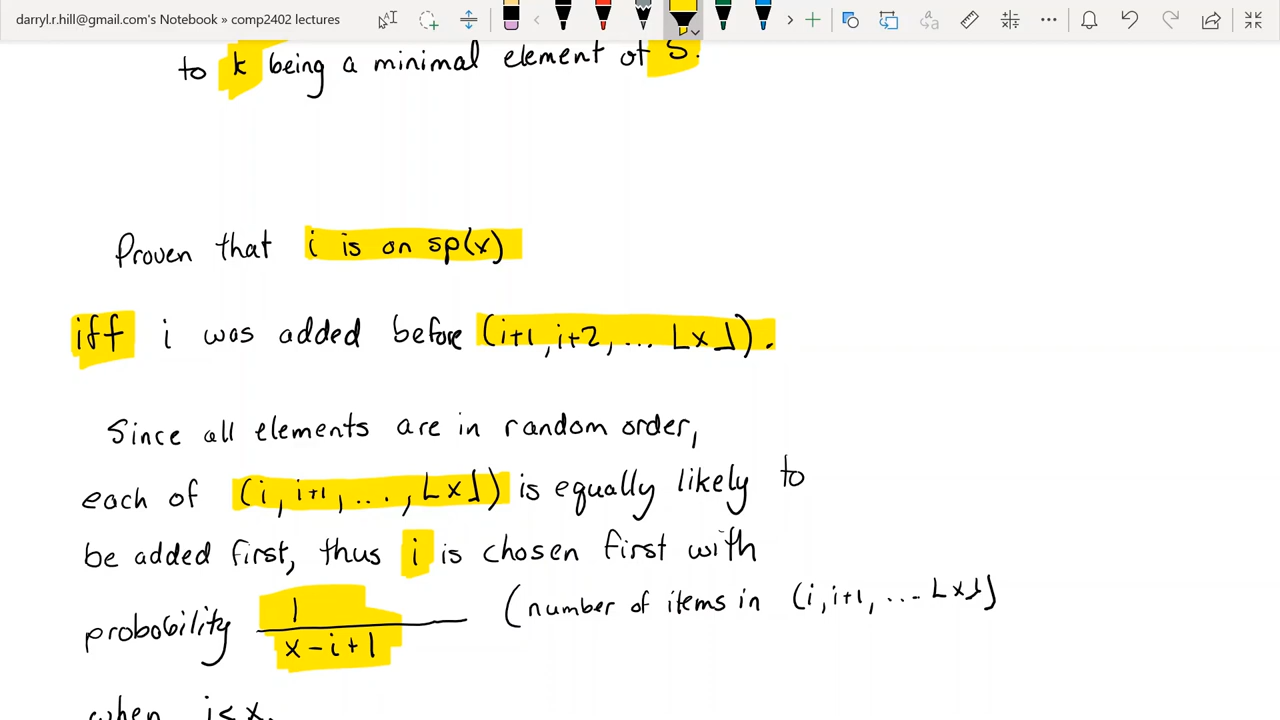 darryl.r.hill@gmail.com's Notebook » comp2402 lectures
to k being a minimal element of S.
Proven that i is on sp(x)
iff i was added before (i+1, i+2, ... ⌊x⌋).
Since all elements are in random order,
each of (i, i+1, ..., ⌊x⌋) is equally likely to
be added first, thus i is chosen first with
probability 1/(x-i+1) (number of items in (i, i+1, ... ⌊x⌋)
when i < x.